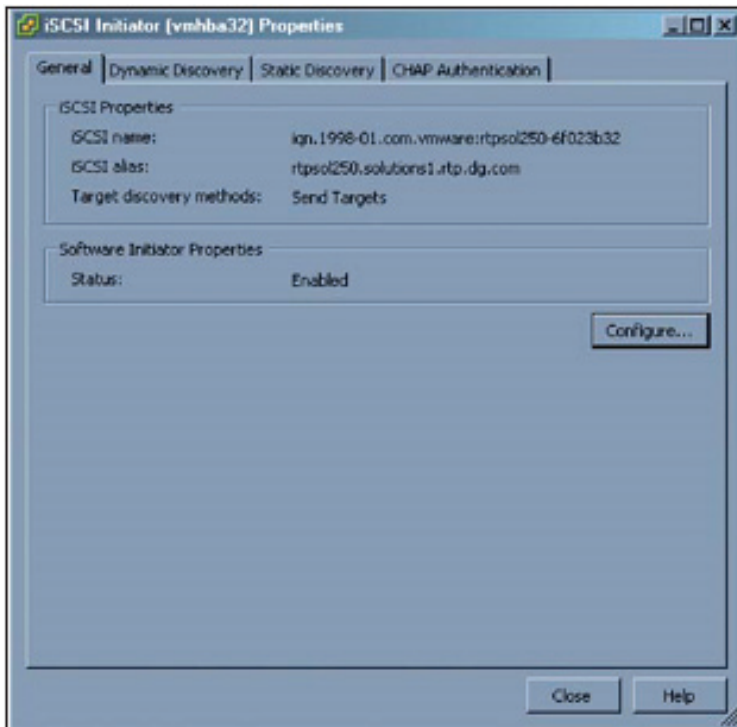 iSCSI Initiator [vmhba32] Properties
General Dynamic Discovery Static Discovery CHAP Authentication
iSCSI Properties
iSCSI name: iqn.1998-01.com.vmware:rtpsol250-6f023b32
iSCSI alias: rtpsol250.solutions1.rtp.dg.com
Target discovery methods: Send Targets
Software Initiator Properties
Status: Enabled
Configure...
Close Help